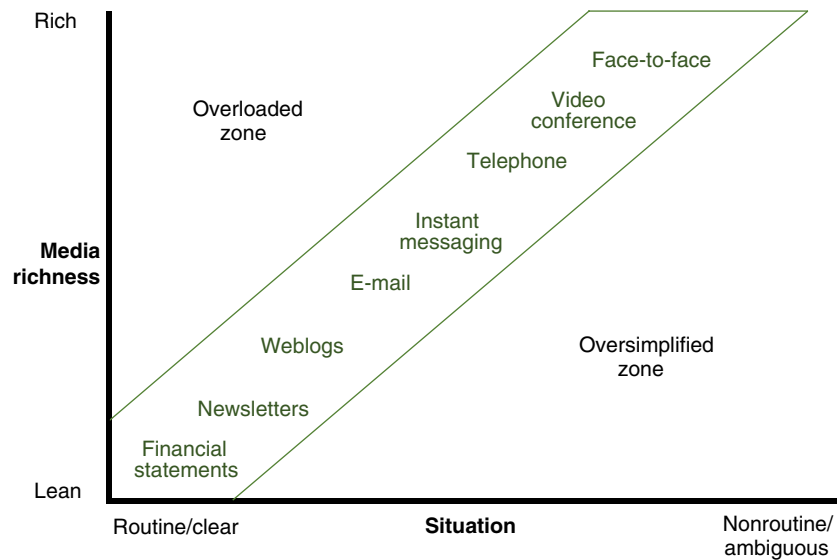 Rich
Face-to-face
Overloaded
zone
Video
conference
Telephone
Instant
messaging
Media
richness
E-mail
Weblogs
Oversimplified
zone
Newsletters
Financial
statements
Lean
Routine/clear
Situation
Nonroutine/
ambiguous